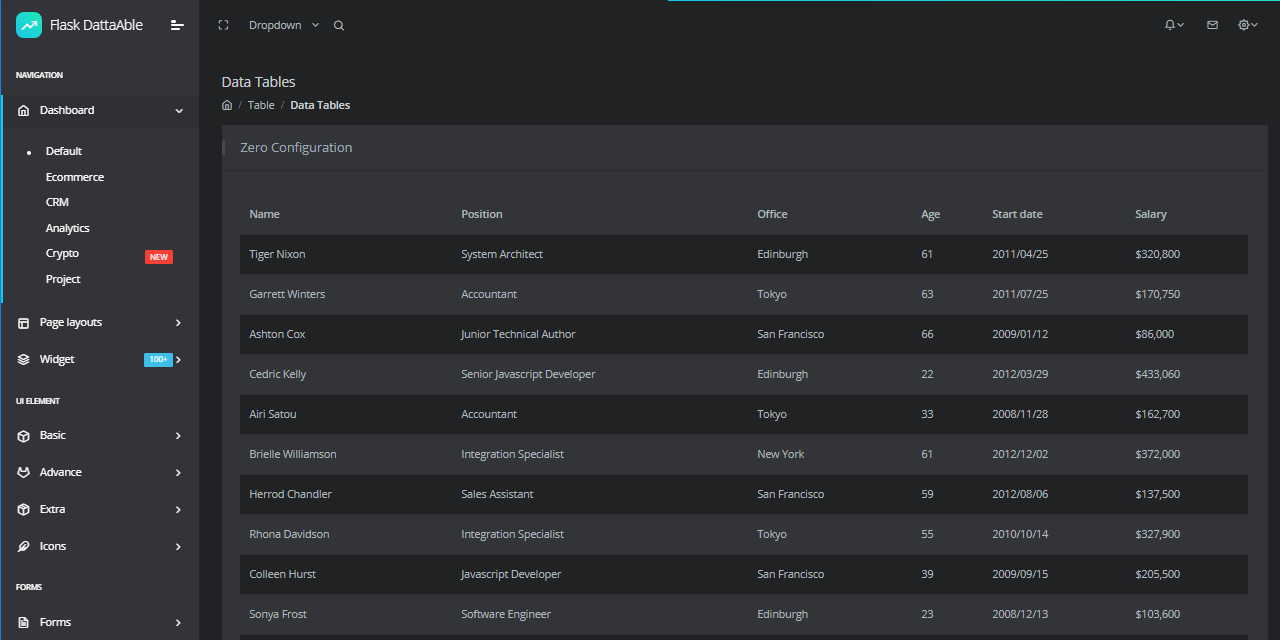 Flask DattaAble
Dropdown
NAVIGATION
Dashboard
Default
Ecommerce
CRM
Analytics
Crypto NEW
Project
Page layouts
Widget 100+
UI ELEMENT
Basic
Advance
Extra
Icons
FORMS
Forms
Data Tables
/ Table / Data Tables
Zero Configuration
Name Position Office Age Start date Salary
Tiger Nixon System Architect Edinburgh 61 2011/04/25 $320,800
Garrett Winters Accountant Tokyo 63 2011/07/25 $170,750
Ashton Cox Junior Technical Author San Francisco 66 2009/01/12 $86,000
Cedric Kelly Senior Javascript Developer Edinburgh 22 2012/03/29 $433,060
Airi Satou Accountant Tokyo 33 2008/11/28 $162,700
Brielle Williamson Integration Specialist New York 61 2012/12/02 $372,000
Herrod Chandler Sales Assistant San Francisco 59 2012/08/06 $137,500
Rhona Davidson Integration Specialist Tokyo 55 2010/10/14 $327,900
Colleen Hurst Javascript Developer San Francisco 39 2009/09/15 $205,500
Sonya Frost Software Engineer Edinburgh 23 2008/12/13 $103,600